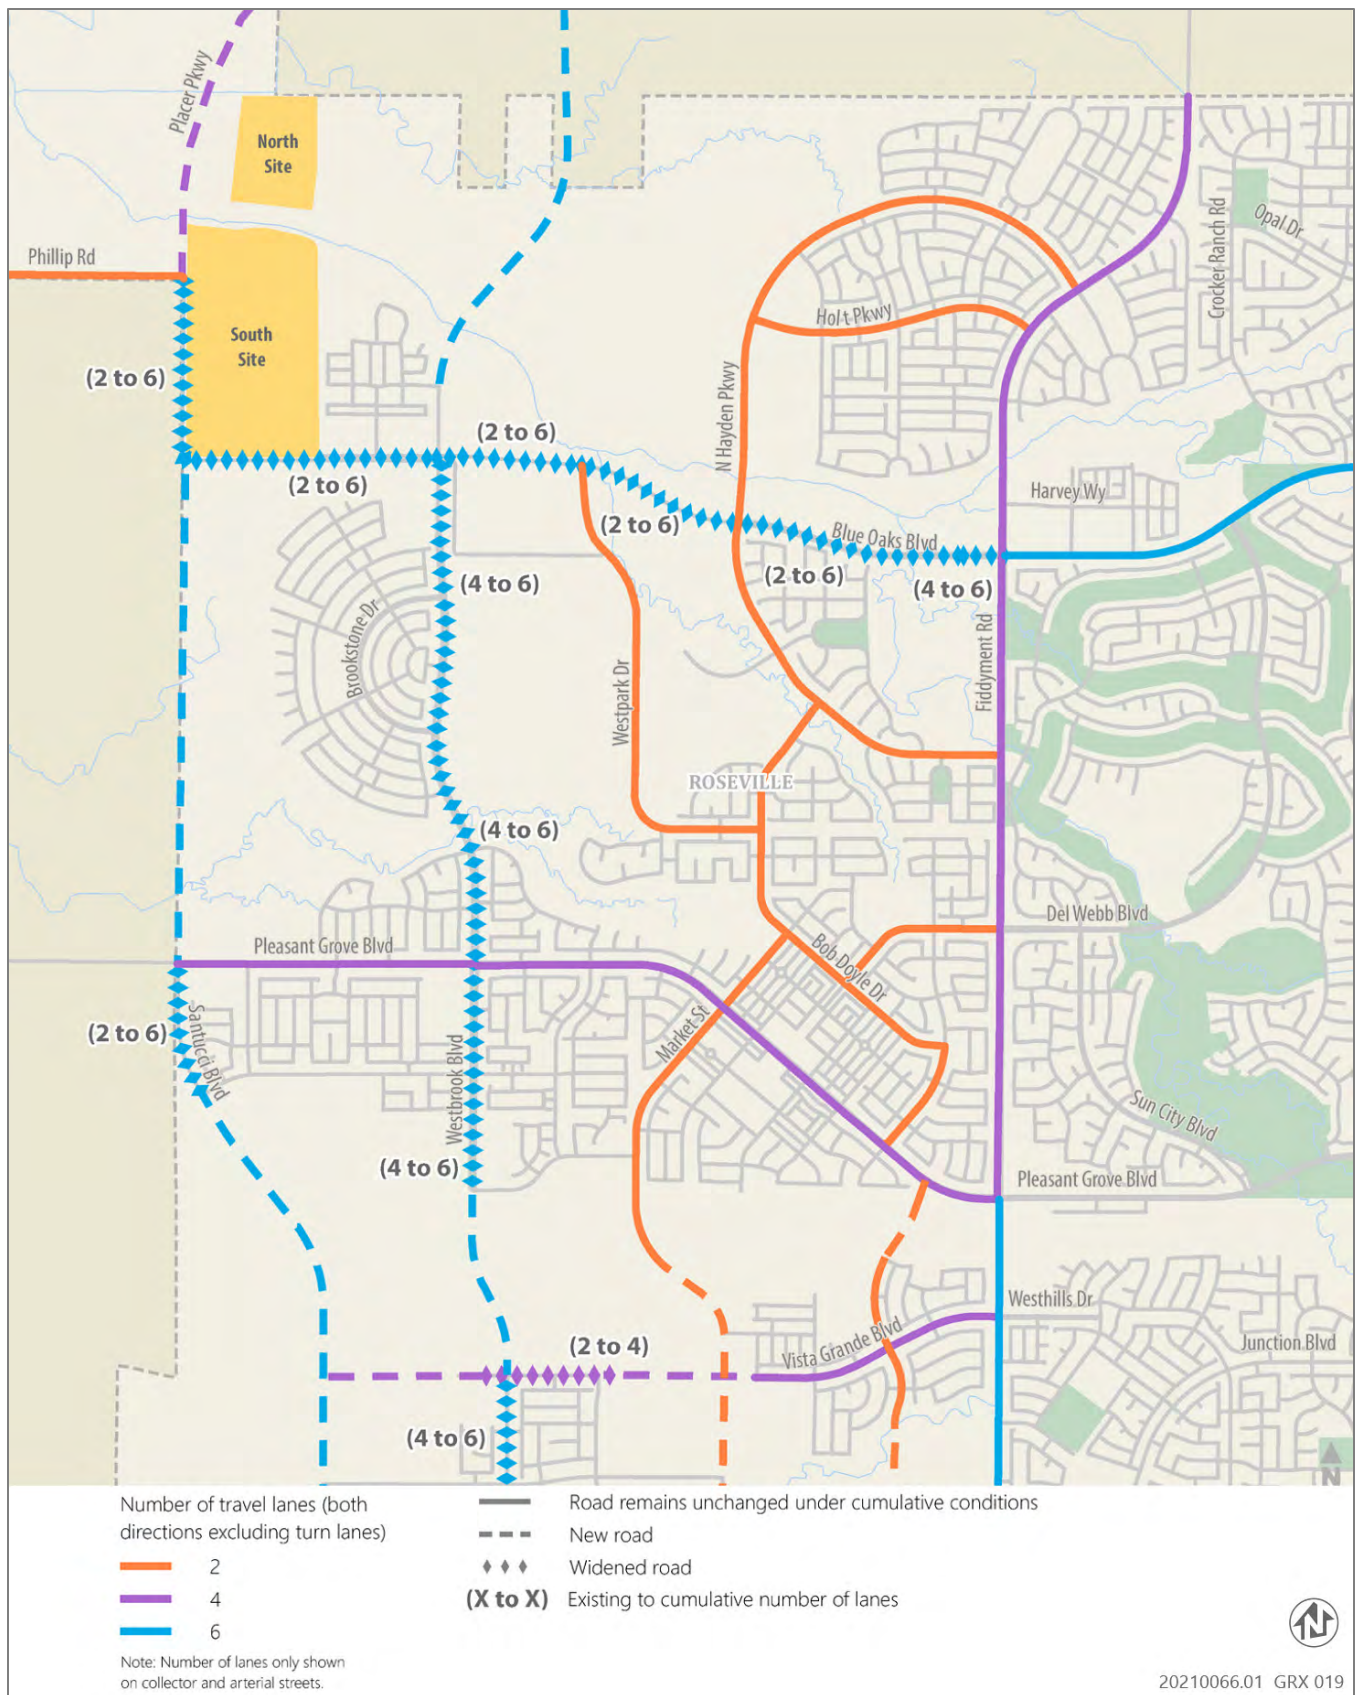 Placer Pkwy
North
Site
Phillip Rd
South
Site
(2 to 6)
Crocker Ranch Rd
Opal Dr
Holt Pkwy
N Hayden Pkwy
(2 to 6)
(2 to 6)
(2 to 6)
Harvey Wy
Blue Oaks Blvd
(2 to 6)
(4 to 6)
(4 to 6)
Brookstone Dr
Westpark Dr
Fiddyment Rd
ROSEVILLE
(4 to 6)
Del Webb Blvd
Pleasant Grove Blvd
Bob Doyle Dr
(2 to 6)
Santucci Blvd
Market St
Westbrook Blvd
Sun City Blvd
(4 to 6)
Pleasant Grove Blvd
Westhills Dr
Vista Grande Blvd
Junction Blvd
(2 to 4)
(4 to 6)
N
Number of travel lanes (both
directions excluding turn lanes)
2
4
6
Note: Number of lanes only shown
on collector and arterial streets.
Road remains unchanged under cumulative conditions
New road
Widened road
(X to X) Existing to cumulative number of lanes
N
20210066.01 GRX 019